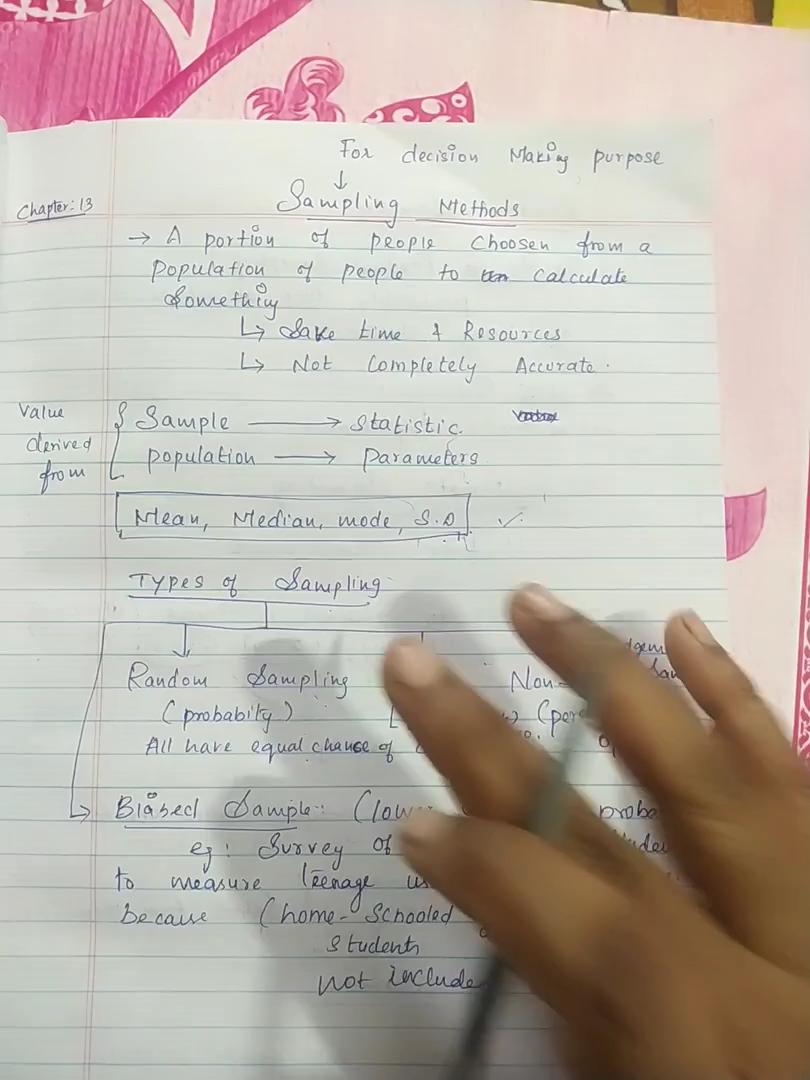 For decision Making purpose
↓
Chapter: 13
Sampling Methods
→ A portion of people choosen from a
population of people to calculate
Something
↳ Save time & Resources
↳ Not Completely Accurate.
Value derived from
Sample → Statistic.
population → parameters
Mean, Median, mode, S.D ✓
Types of Sampling
Random Sampling
Non-
(probabity)
All have equal chance of
Biased Sample: (lower
eg: Survey of
to measure teenage
because (home-Schooled
students
not include